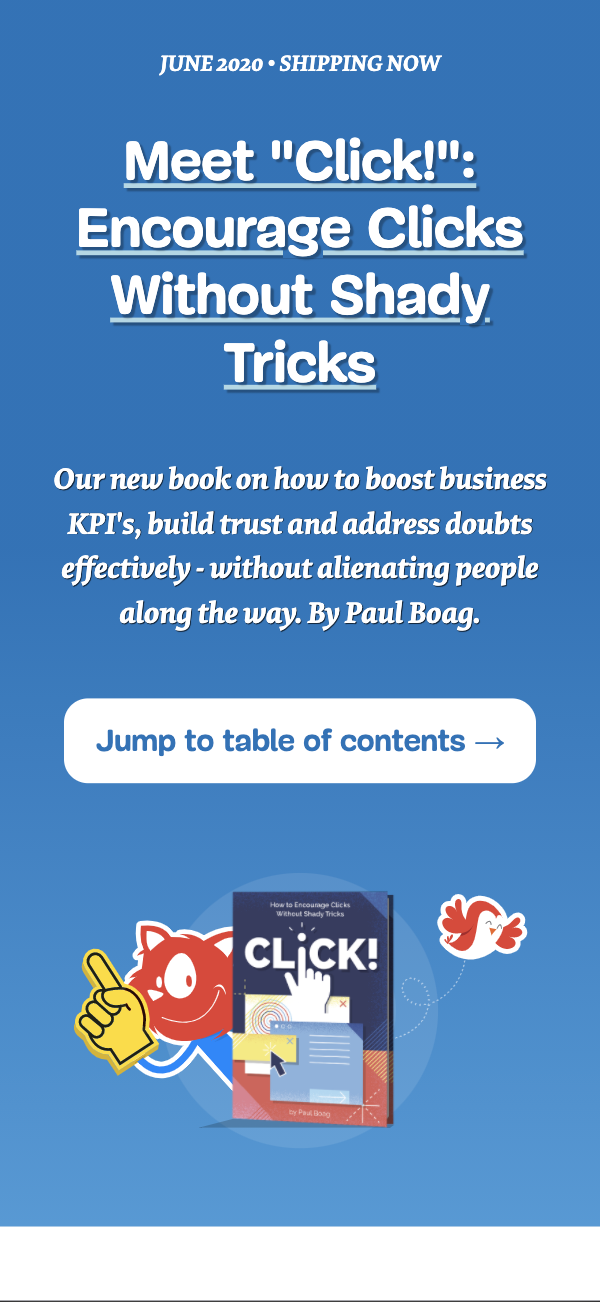 JUNE 2020 • SHIPPING NOW
Meet "Click!":
Encourage Clicks
Without Shady
Tricks
Our new book on how to boost business
KPI's, build trust and address doubts
effectively - without alienating people
along the way. By Paul Boag.
Jump to table of contents →
How to Encourage Clicks
Without Shady Tricks
CLiCK!
by Paul Boag